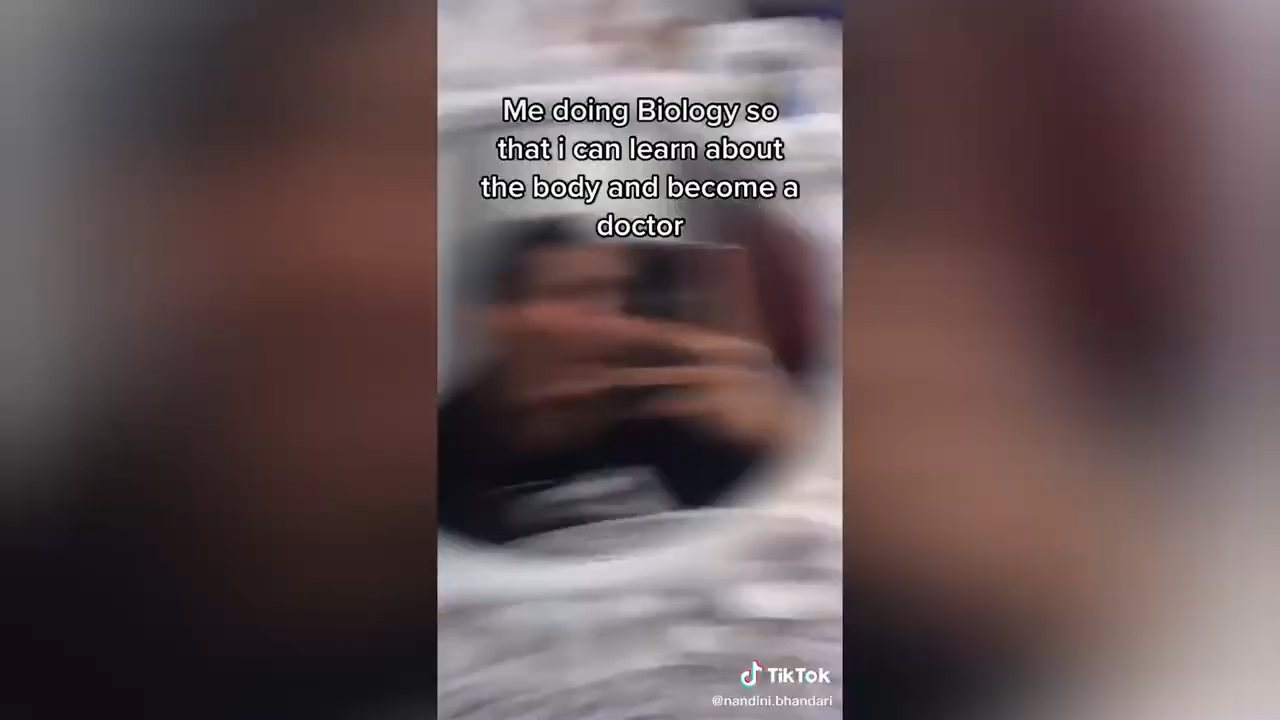 Me doing Biology so
that i can learn about
the body and become a
doctor
TikTok
@nandini.bhandari